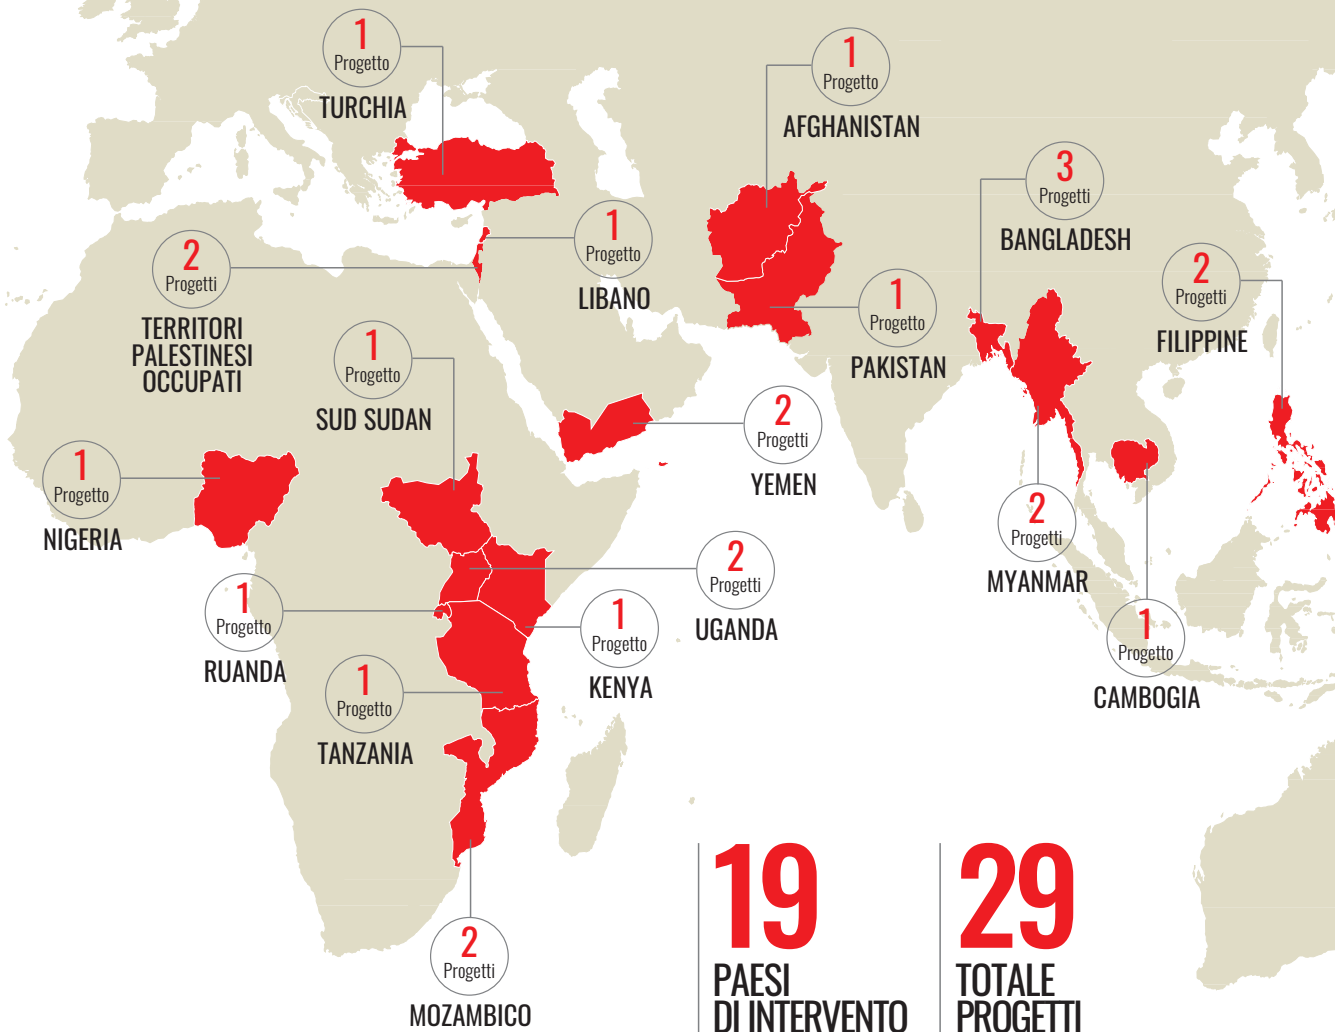 1
Progetto
TURCHIA
1
Progetto
AFGHANISTAN
3
Progetti
BANGLADESH
2
Progetti
FILIPPINE
1
Progetto
LIBANO
2
Progetti
TERRITORI
PALESTINESI
OCCUPATI
1
Progetto
PAKISTAN
1
Progetto
SUD SUDAN
2
Progetti
YEMEN
1
Progetto
NIGERIA
2
Progetti
MYANMAR
2
Progetti
UGANDA
1
Progetto
RUANDA
1
Progetto
KENYA
1
Progetto
CAMBOGIA
1
Progetto
TANZANIA
2
Progetti
MOZAMBICO
19
PAESI
DI INTERVENTO
29
TOTALE
PROGETTI